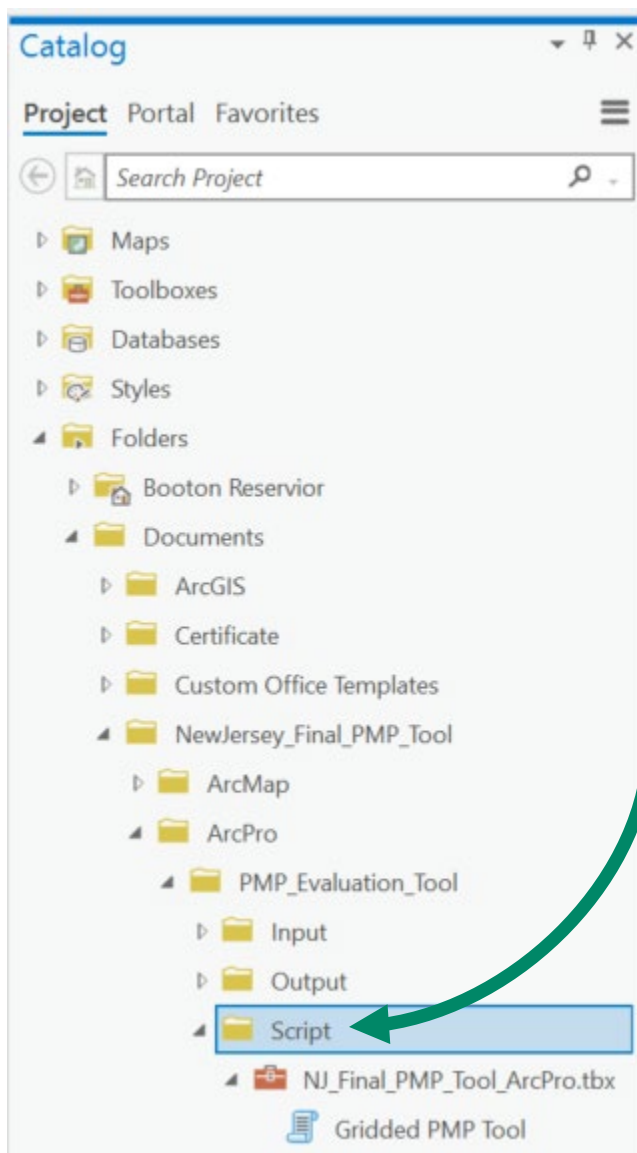 Catalog
Project Portal Favorites
Search Project
Maps
Toolboxes
Databases
Styles
Folders
Booton Reservior
Documents
ArcGIS
Certificate
Custom Office Templates
NewJersey_Final_PMP_Tool
ArcMap
ArcPro
PMP_Evaluation_Tool
Input
Output
Script
NJ_Final_PMP_Tool_ArcPro.tbx
Gridded PMP Tool